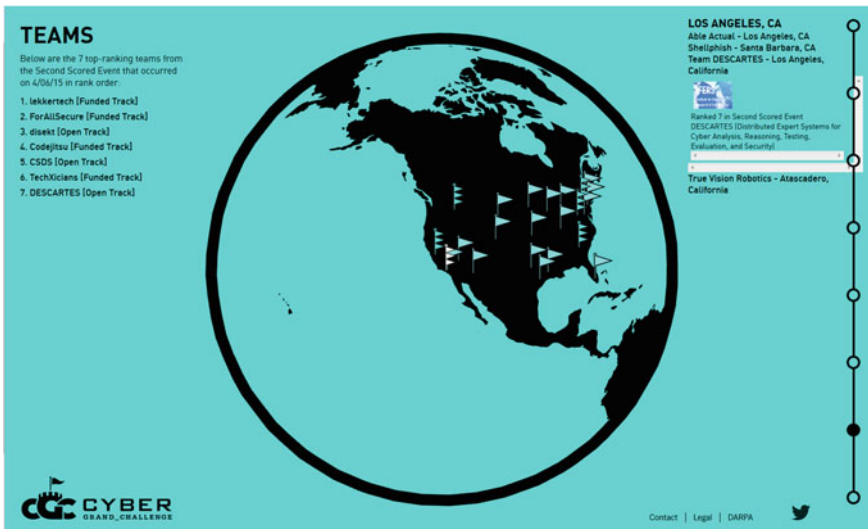 TEAMS
Below are the 7 top-ranking teams from
the Second Scored Event that occurred
on 4/06/15 in rank order:
1. lekkertech [Funded Track]
2. ForAllSecure [Funded Track]
3. disekt [Open Track]
4. Codejitsu [Funded Track]
5. CSDS [Open Track]
6. TechXicians [Funded Track]
7. DESCARTES [Open Track]
LOS ANGELES, CA
Able Actual - Los Angeles, CA
Shellphish - Santa Barbara, CA
Team DESCARTES - Los Angeles,
California
Ranked 7 in Second Scored Event
DESCARTES (Distributed Expert Systems for
Cyber Analysis, Reasoning, Testing,
Evaluation, and Security)
True Vision Robotics - Atascadero,
California
CGC CYBER
GRAND_CHALLENGE
Contact | Legal | DARPA